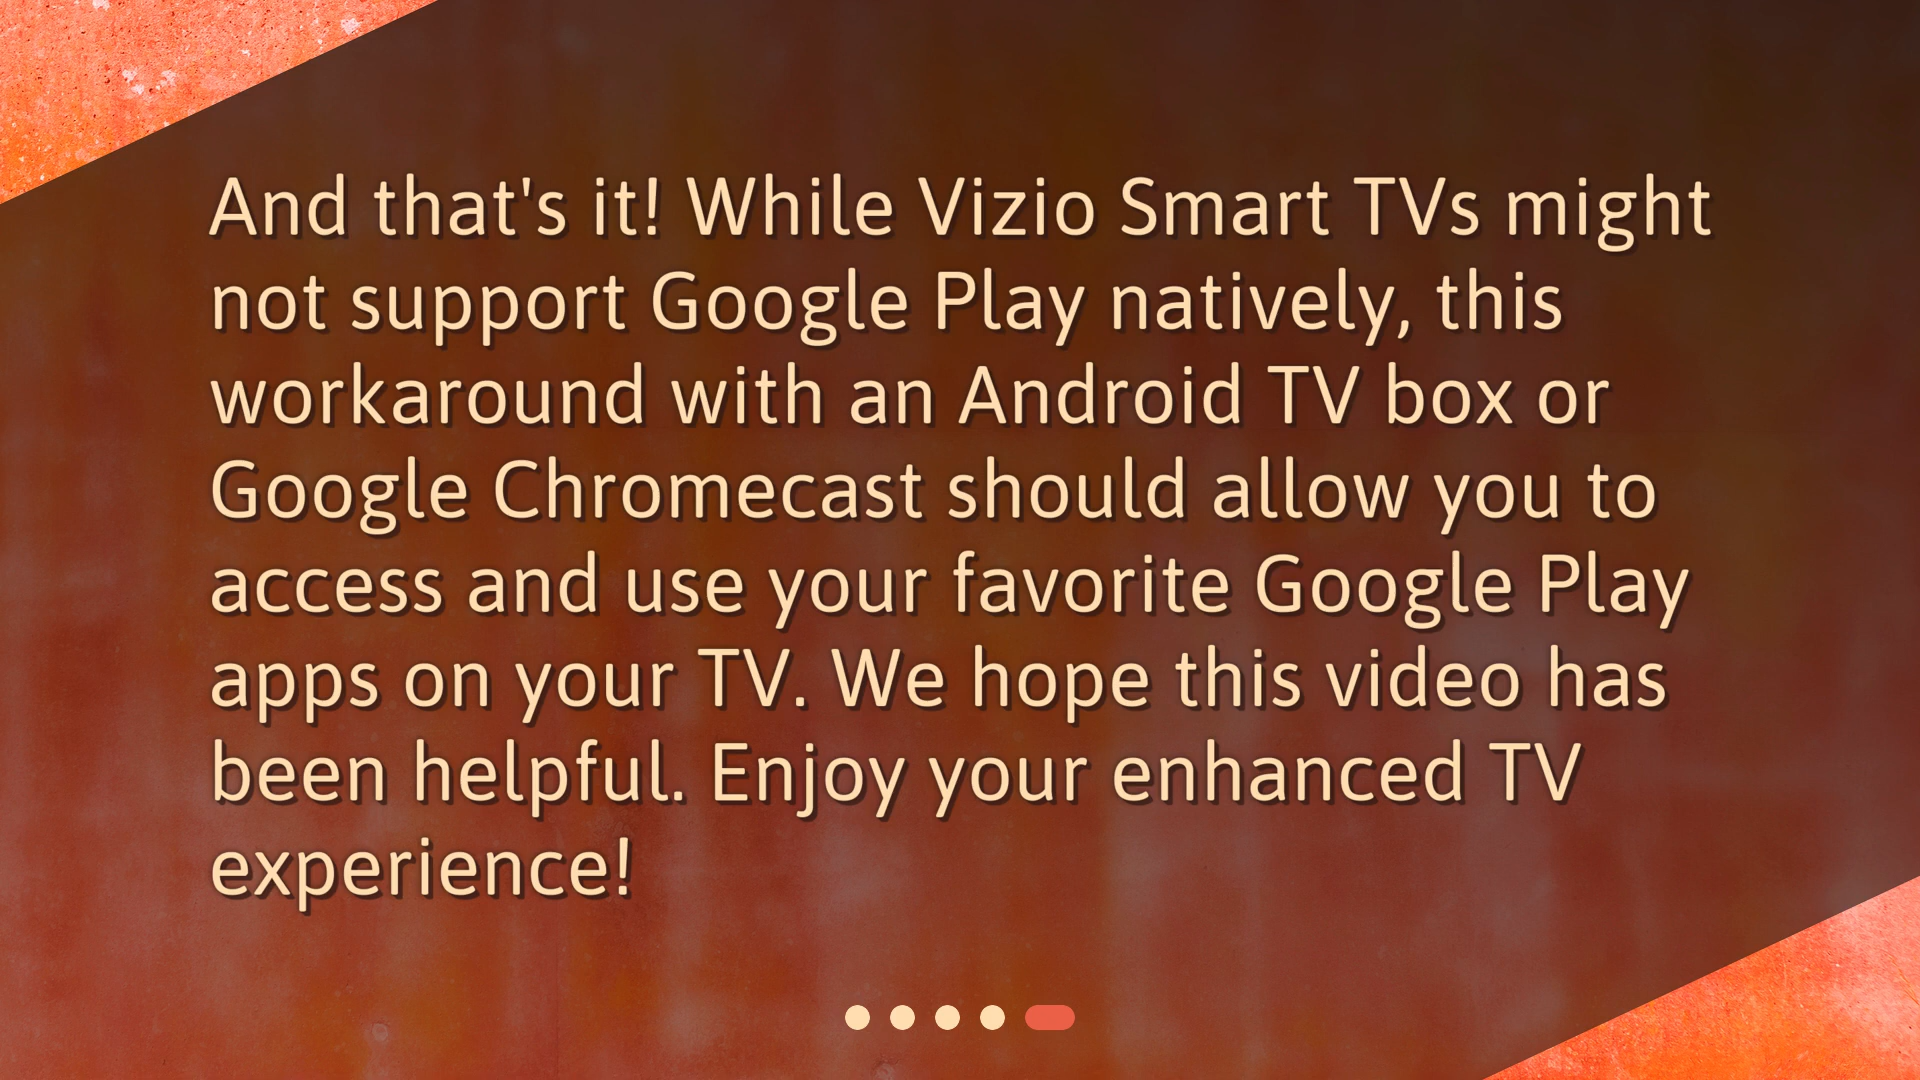 And that's it! While Vizio Smart TVs might
not support Google Play natively, this
workaround with an Android TV box or
Google Chromecast should allow you to
access and use your favorite Google Play
apps on your TV. We hope this video has
been helpful. Enjoy your enhanced TV
experience!